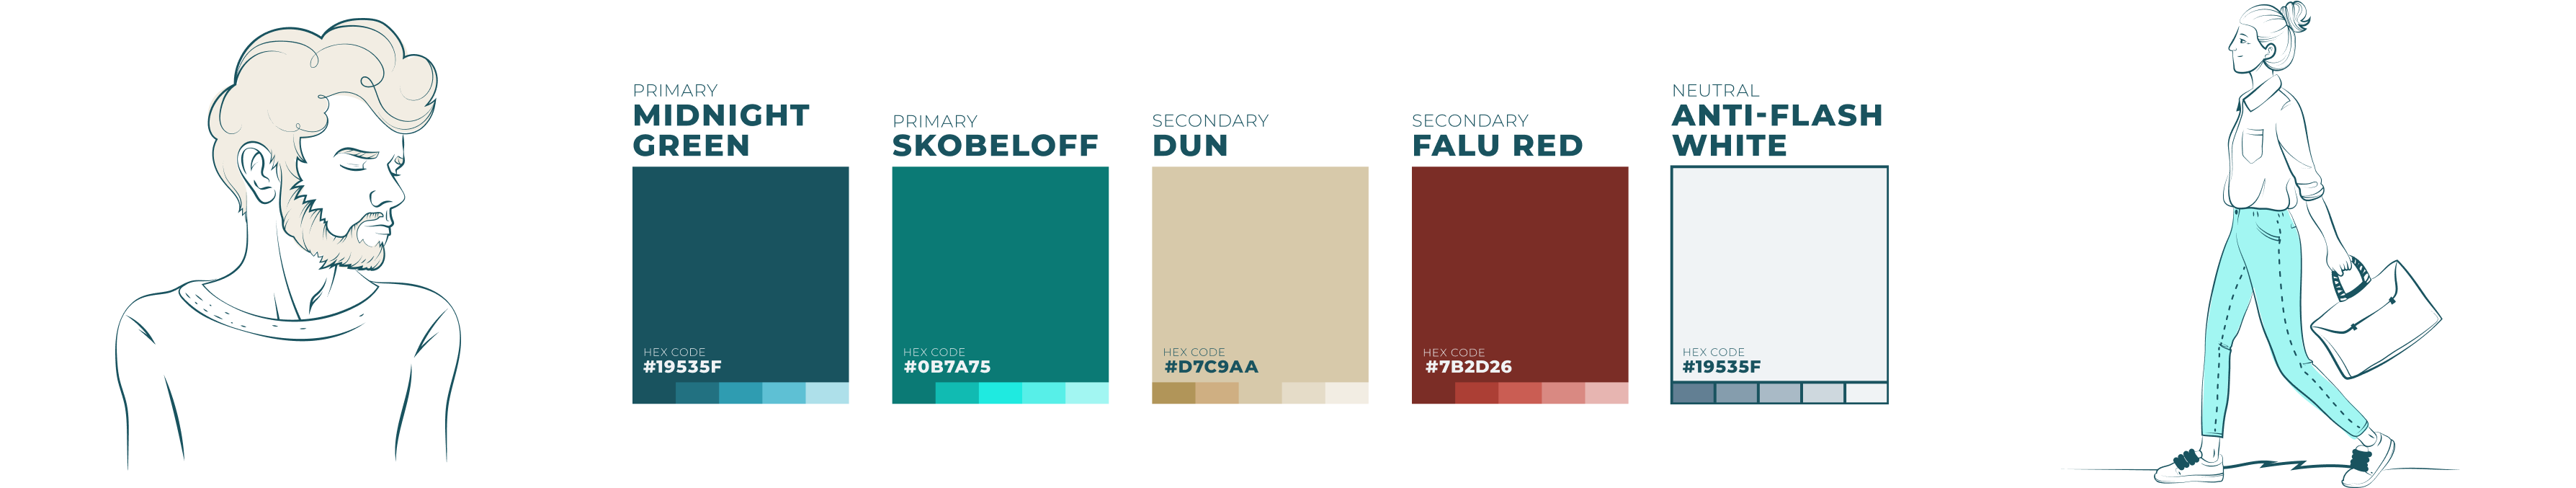 PRIMARY
MIDNIGHT
GREEN
HEX CODE
#19535F
PRIMARY
SKOBELOFF
HEX CODE
#0B7A75
SECONDARY
DUN
HEX CODE
#D7C9AA
SECONDARY
FALU RED
HEX CODE
#7B2D26
NEUTRAL
ANTI-FLASH
WHITE
HEX CODE
#19535F